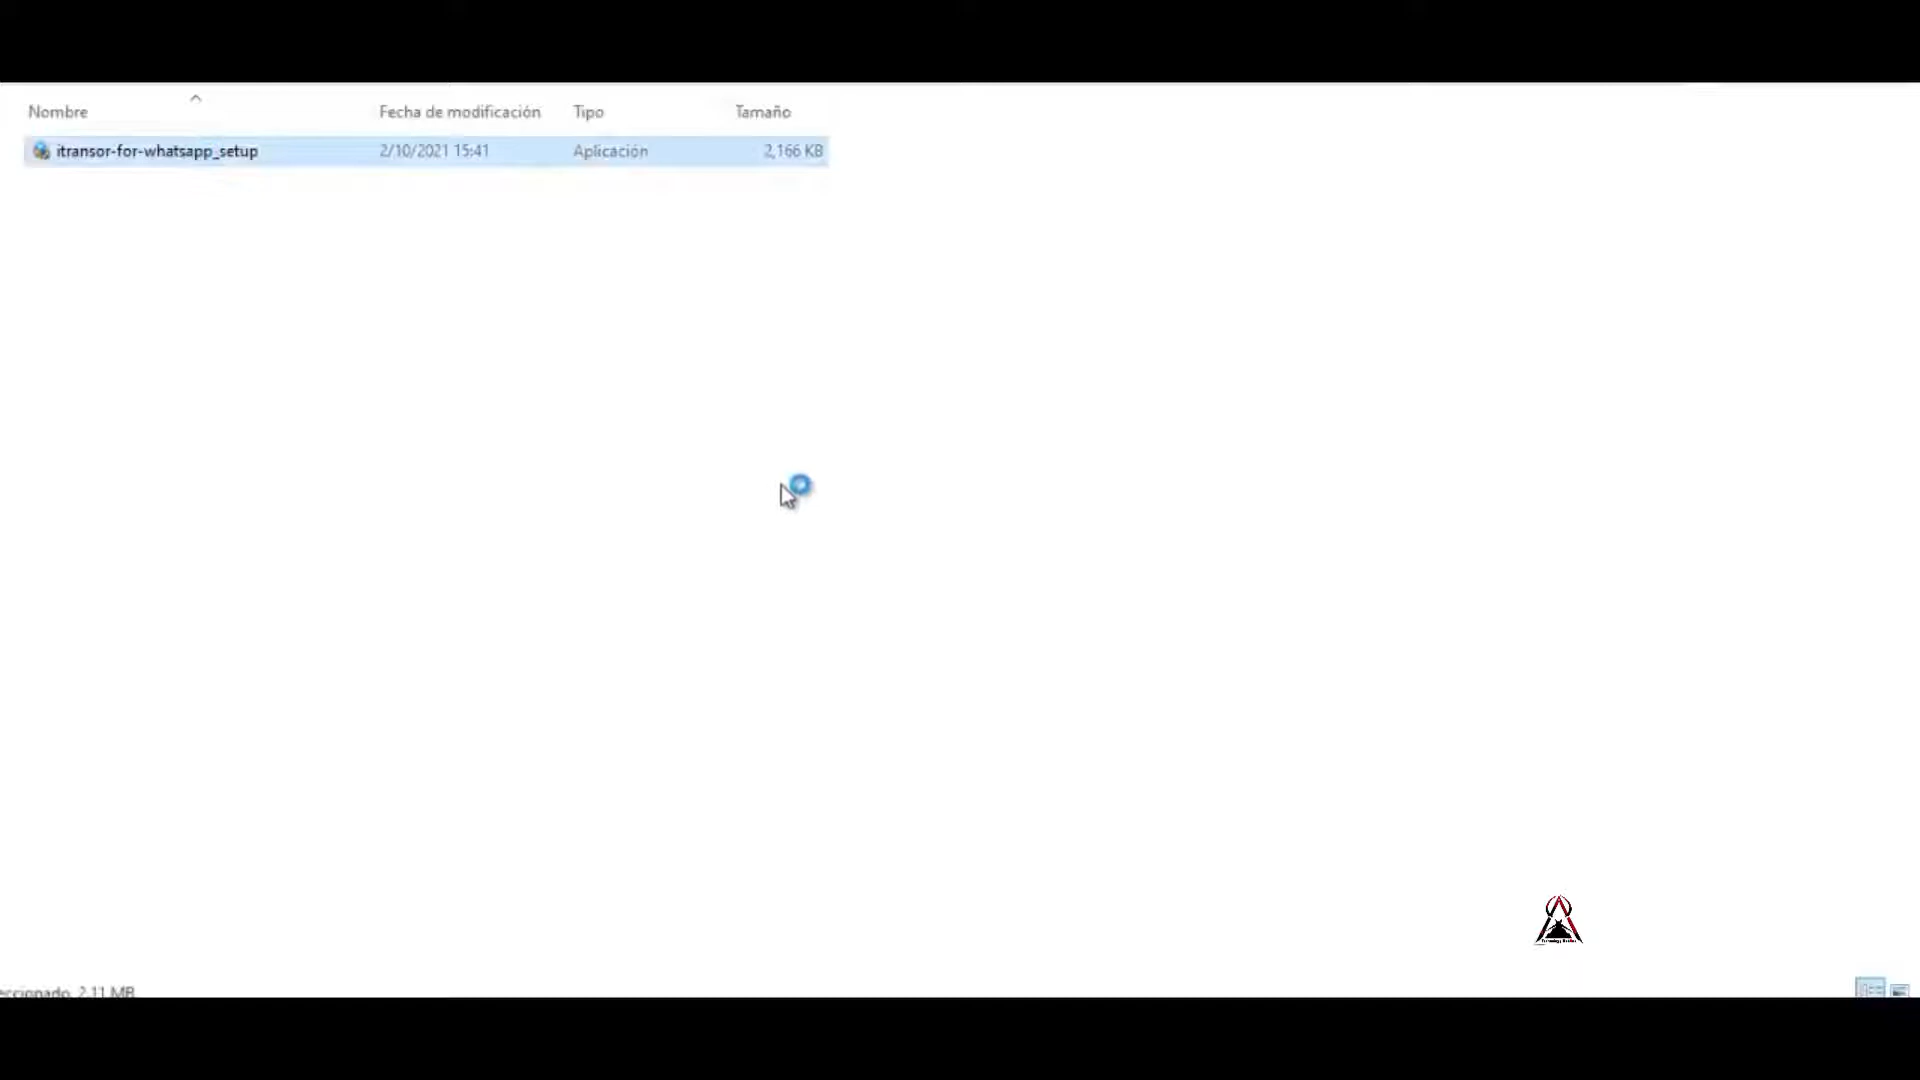 Nombre Fecha de modificación Tipo Tamaño
itransor-for-whatsapp_setup 2/10/2021 15:41 Aplicación 2,166 KB
eccionado 2.11 MB